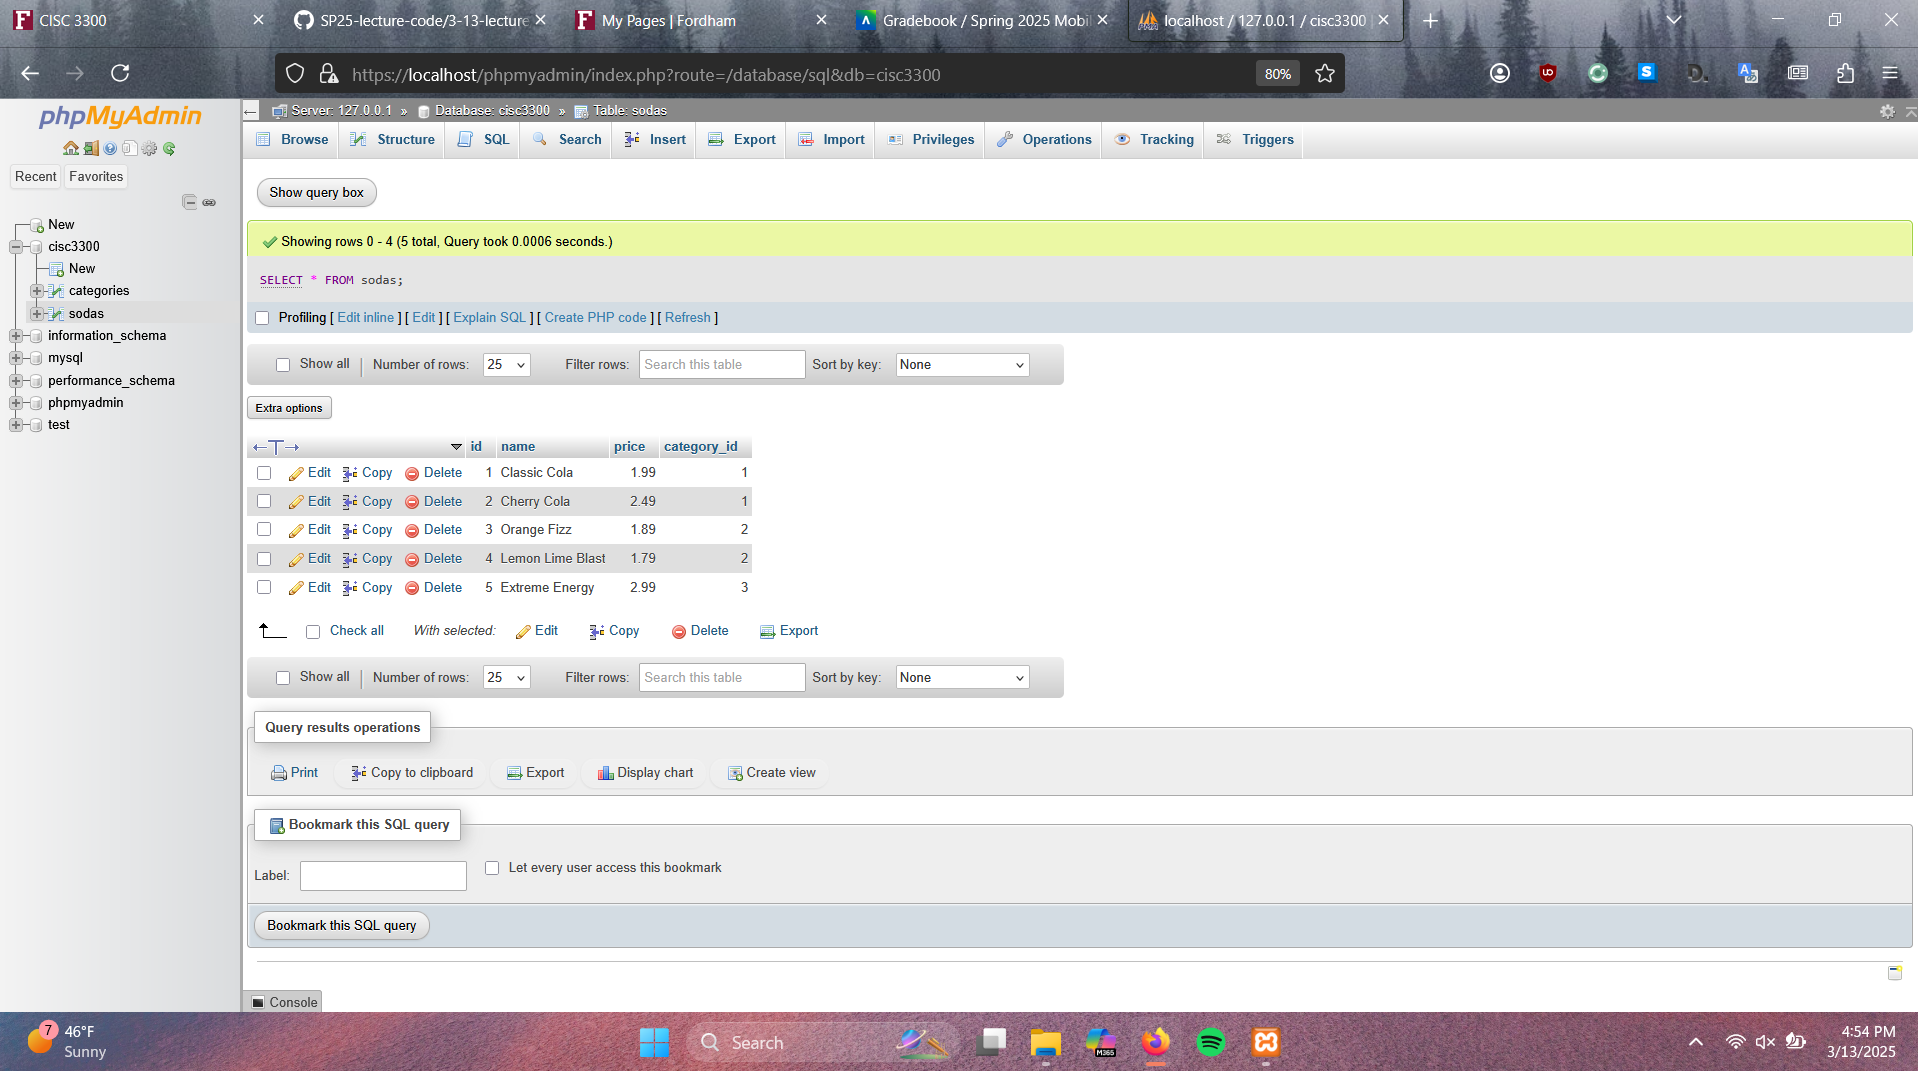 CISC 3300
SP25-lecture-code/3-13-lecture
My Pages | Fordham
Gradebook / Spring 2025 Mobil
localhost / 127.0.0.1 / cisc3300
https://localhost/phpmyadmin/index.php?route=/database/sql&db=cisc3300
80%
phpMyAdmin
Recent Favorites
New
cisc3300
New
categories
sodas
information_schema
mysql
performance_schema
phpmyadmin
test
Server: 127.0.0.1 » Database: cisc3300 » Table: sodas
Browse Structure SQL Search Insert Export Import Privileges Operations Tracking Triggers
Show query box
Showing rows 0 - 4 (5 total, Query took 0.0006 seconds.)
SELECT * FROM sodas;
Profiling [ Edit inline ] [ Edit ] [ Explain SQL ] [ Create PHP code ] [ Refresh ]
Show all | Number of rows: 25 Filter rows: Search this table Sort by key: None
Extra options
←T→ id name price category_id
Edit Copy Delete 1 Classic Cola 1.99 1
Edit Copy Delete 2 Cherry Cola 2.49 1
Edit Copy Delete 3 Orange Fizz 1.89 2
Edit Copy Delete 4 Lemon Lime Blast 1.79 2
Edit Copy Delete 5 Extreme Energy 2.99 3
Check all With selected: Edit Copy Delete Export
Show all | Number of rows: 25 Filter rows: Search this table Sort by key: None
Query results operations
Print Copy to clipboard Export Display chart Create view
Bookmark this SQL query
Label: Let every user access this bookmark
Bookmark this SQL query
Console
7 46°F
Sunny
Search
M365
4:54 PM
3/13/2025